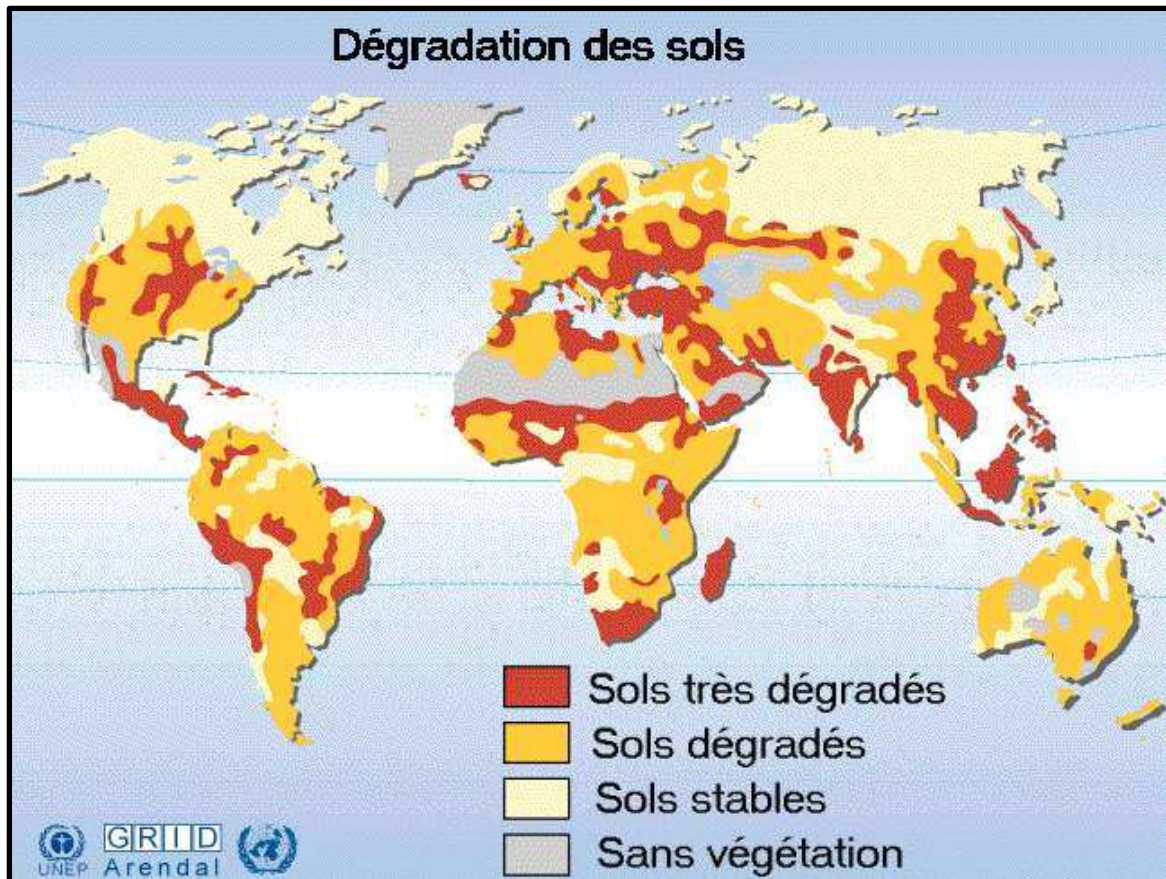 Dégradation des sols
Sols très dégradés
Sols dégradés
Sols stables
Sans végétation
UNEP
GRID
Arendal